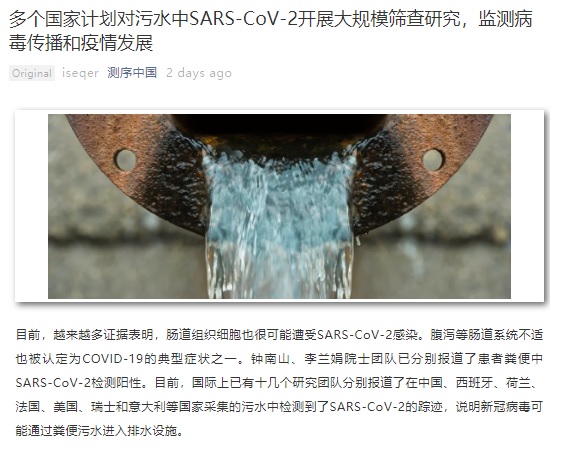 多个国家计划对污水中SARS-CoV-2开展大规模筛查研究，监测病
毒传播和疫情发展
Original iseqer 测序中国 2 days ago
目前，越来越多证据表明，肠道组织细胞也很可能遭受SARS-CoV-2感染。腹泻等肠道系统不适
也被认定为COVID-19的典型症状之一。钟南山、李兰娟院士团队已分别报道了患者粪便中
SARS-CoV-2检测阳性。目前，国际上已有十几个研究团队分别报道了在中国、西班牙、荷兰、
法国、美国、瑞士和意大利等国家采集的污水中检测到了SARS-CoV-2的踪迹，说明新冠病毒可
能通过粪便污水进入排水设施。